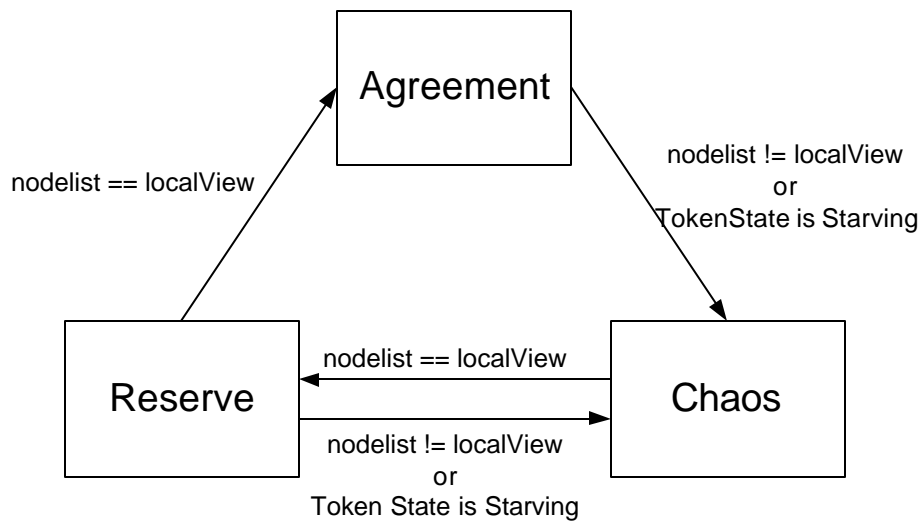 Agreement
nodelist == localView
nodelist != localView
or
TokenState is Starving
Reserve
nodelist == localView
Chaos
nodelist != localView
or
Token State is Starving